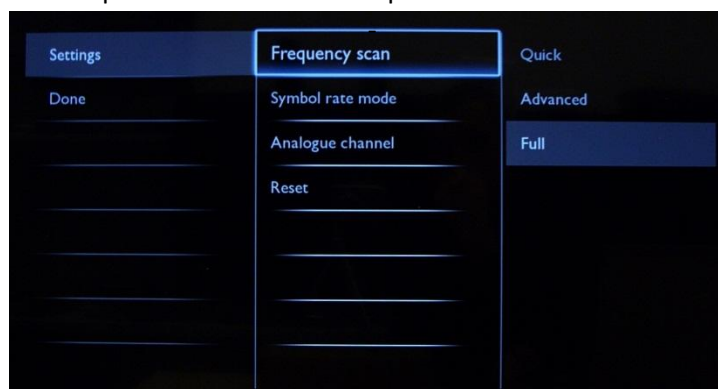 Settings
Done
Frequency scan
Symbol rate mode
Analogue channel
Reset
Quick
Advanced
Full